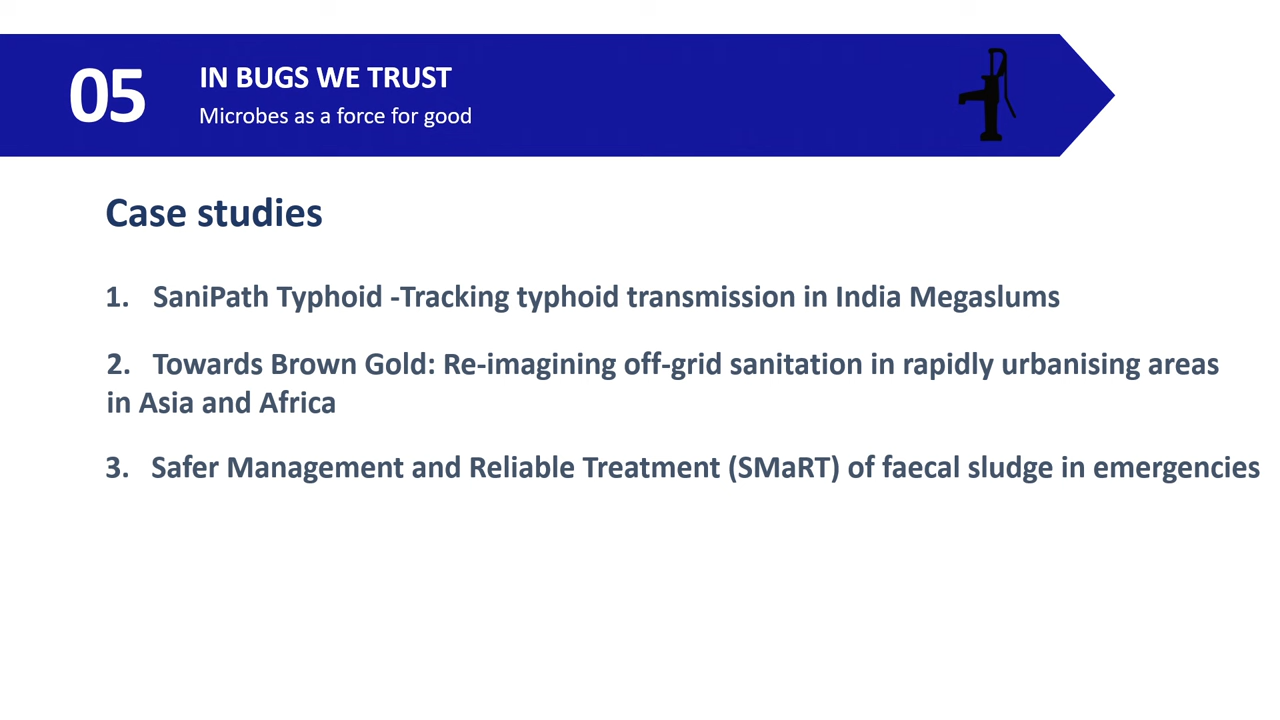 05
IN BUGS WE TRUST
Microbes as a force for good
Case studies
1. SaniPath Typhoid -Tracking typhoid transmission in India Megaslums
2. Towards Brown Gold: Re-imagining off-grid sanitation in rapidly urbanising areas
in Asia and Africa
3. Safer Management and Reliable Treatment (SMaRT) of faecal sludge in emergencies